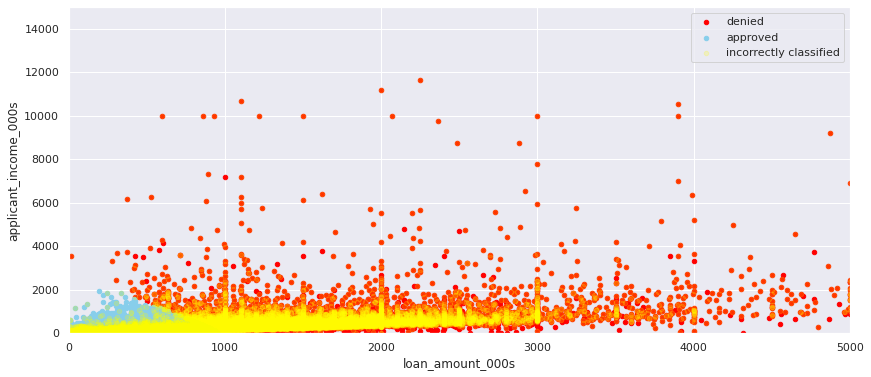 denied
approved
incorrectly classified
applicant_income_000s
14000
12000
10000
8000
6000
4000
2000
0
0 1000 2000 3000 4000 5000
loan_amount_000s